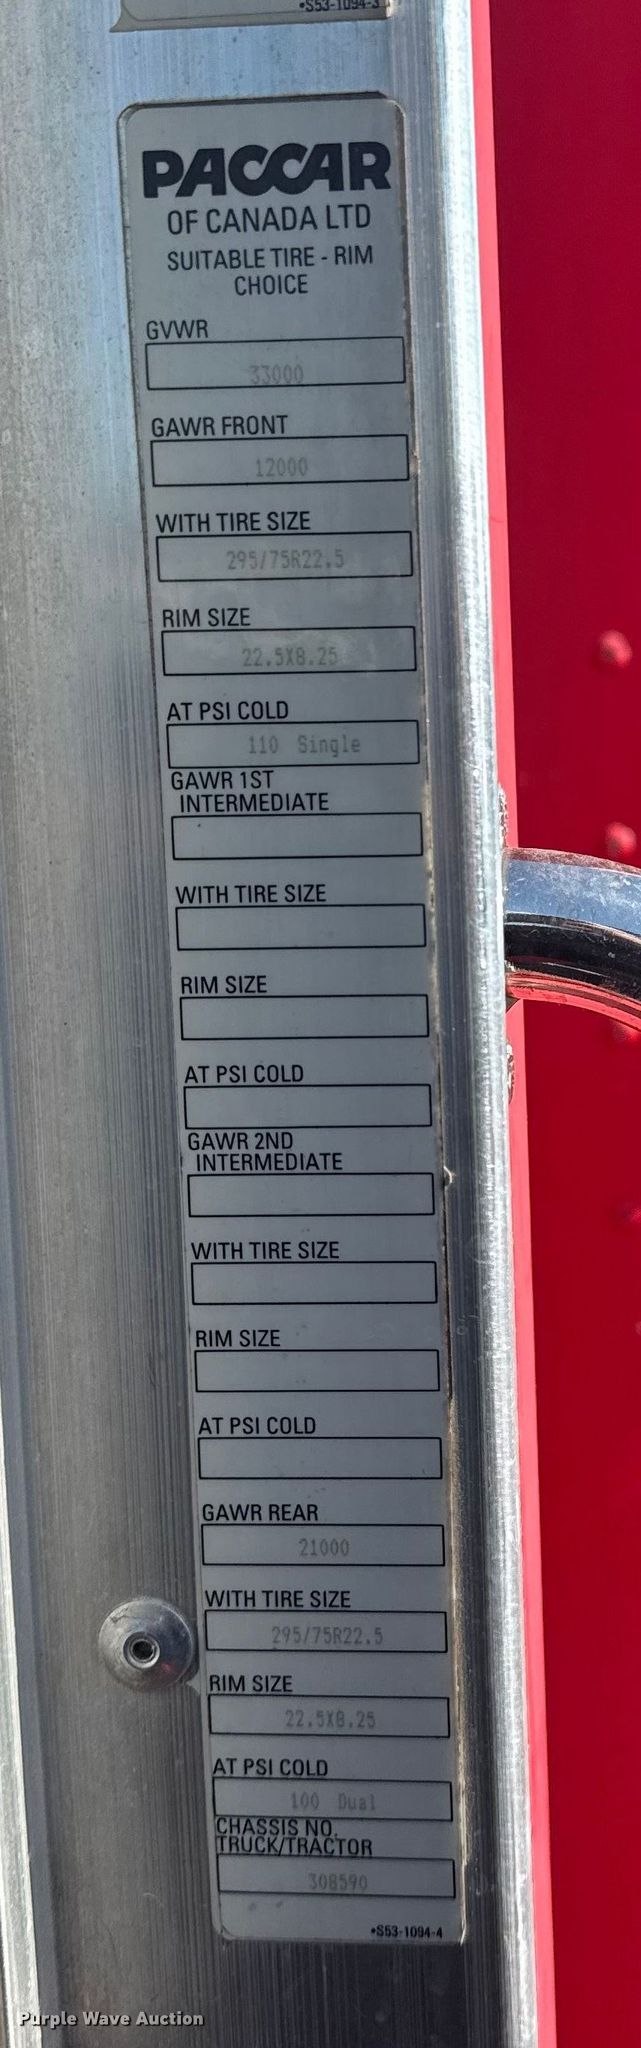 •S53-1094-3
PACCAR
OF CANADA LTD
SUITABLE TIRE - RIM
CHOICE
GVWR
33000
GAWR FRONT
12000
WITH TIRE SIZE
295/75R22.5
RIM SIZE
22.5X8.25
AT PSI COLD
110 Single
GAWR 1ST
INTERMEDIATE
WITH TIRE SIZE
RIM SIZE
AT PSI COLD
GAWR 2ND
INTERMEDIATE
WITH TIRE SIZE
RIM SIZE
AT PSI COLD
GAWR REAR
21000
WITH TIRE SIZE
295/75R22.5
RIM SIZE
22.5X8.25
AT PSI COLD
100 Dual
CHASSIS NO.
TRUCK/TRACTOR
308590
•S53-1094-4
Purple Wave Auction